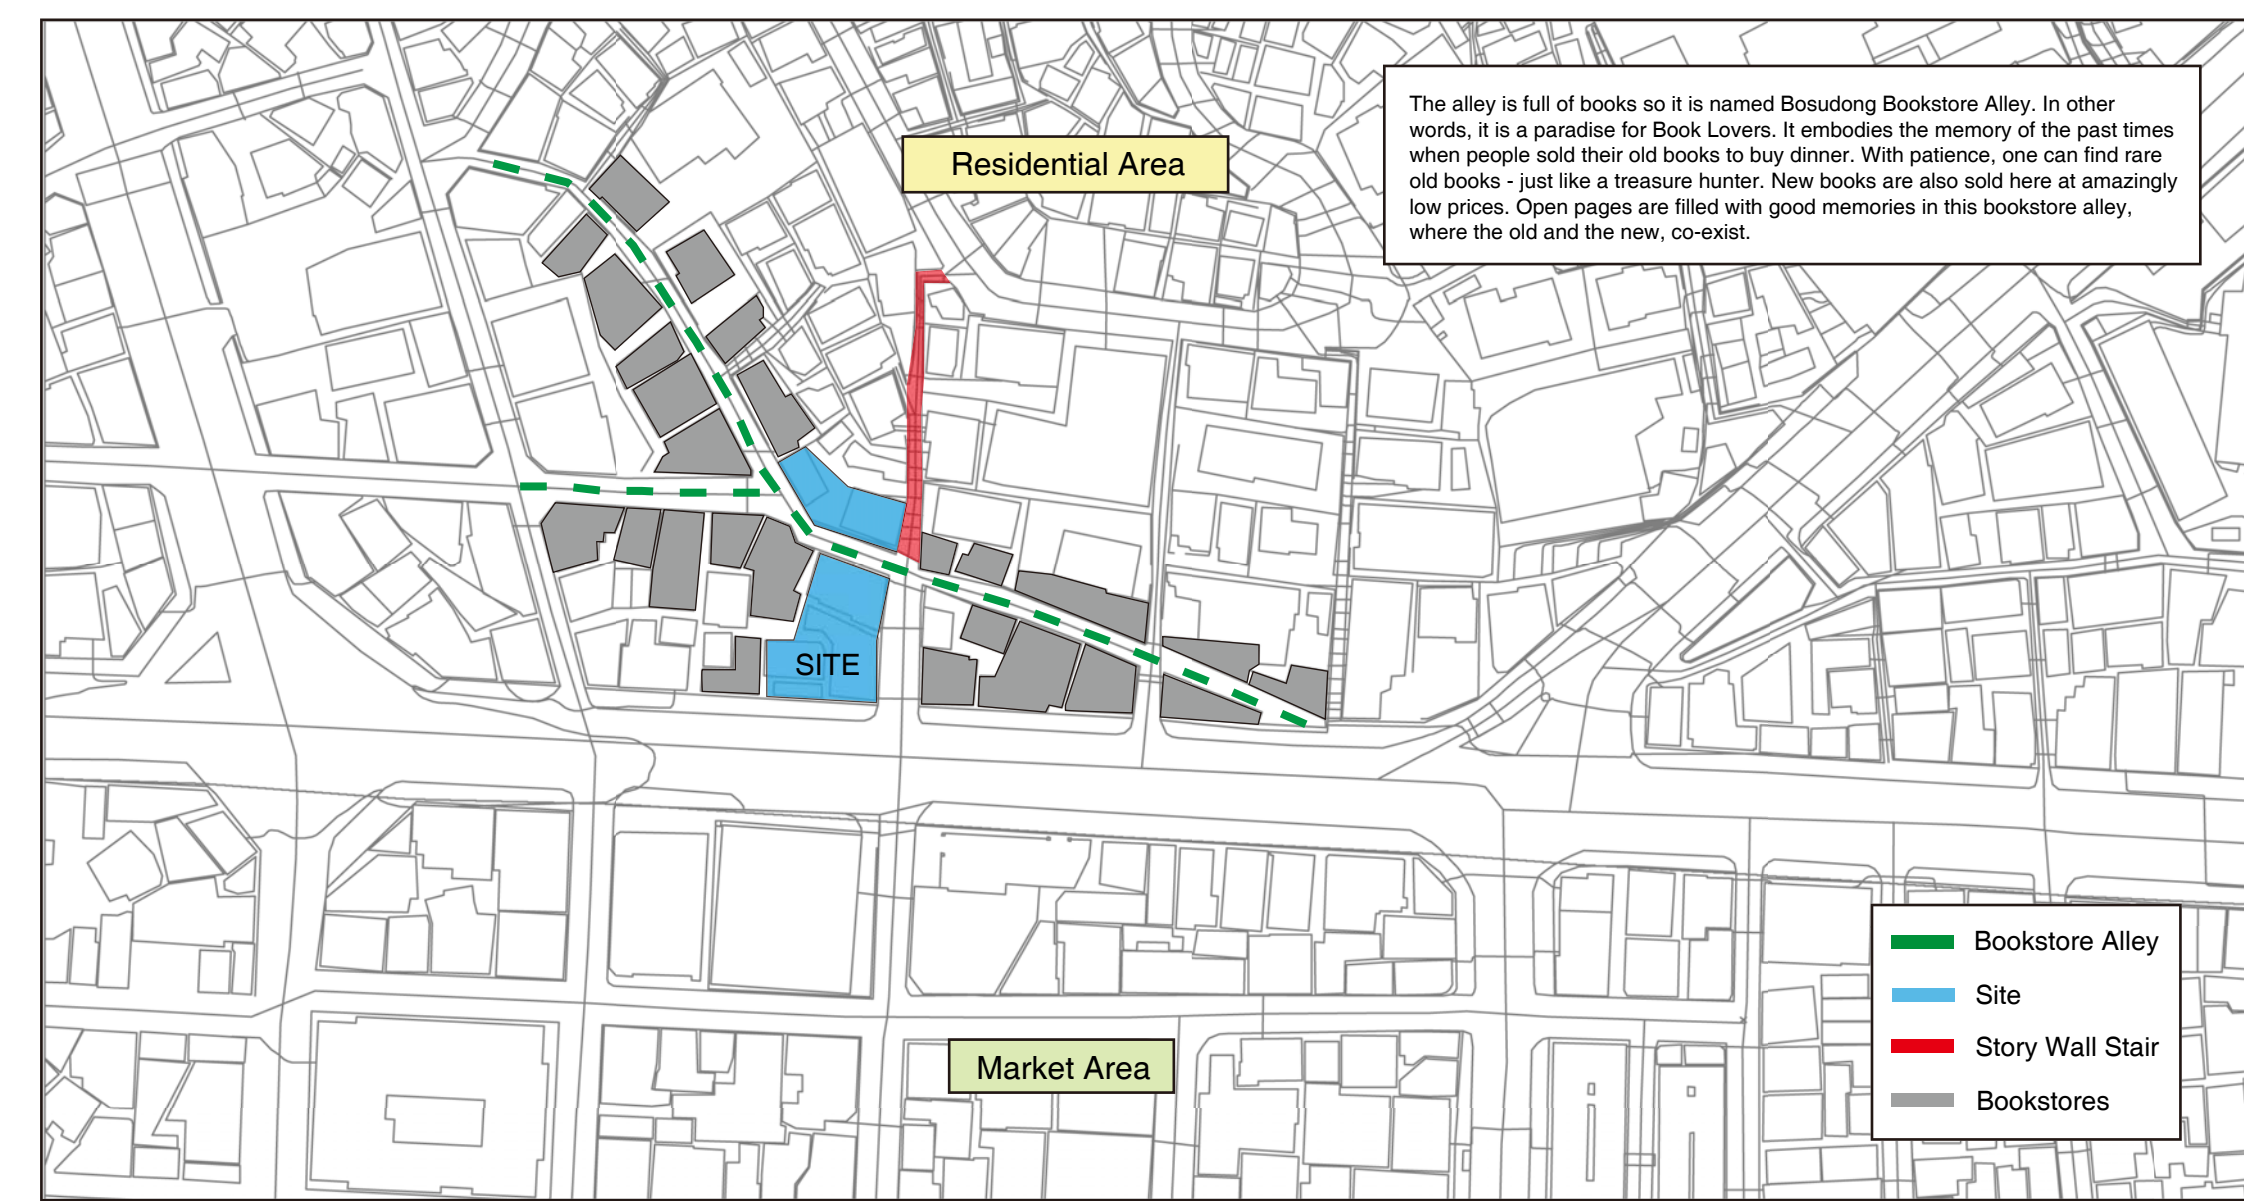 The alley is full of books so it is named Bosudong Bookstore Alley. In other
words, it is a paradise for Book Lovers. It embodies the memory of the past times
when people sold their old books to buy dinner. With patience, one can find rare
old books - just like a treasure hunter. New books are also sold here at amazingly
low prices. Open pages are filled with good memories in this bookstore alley,
where the old and the new, co-exist.
Residential Area
SITE
Market Area
Bookstore Alley
Site
Story Wall Stair
Bookstores